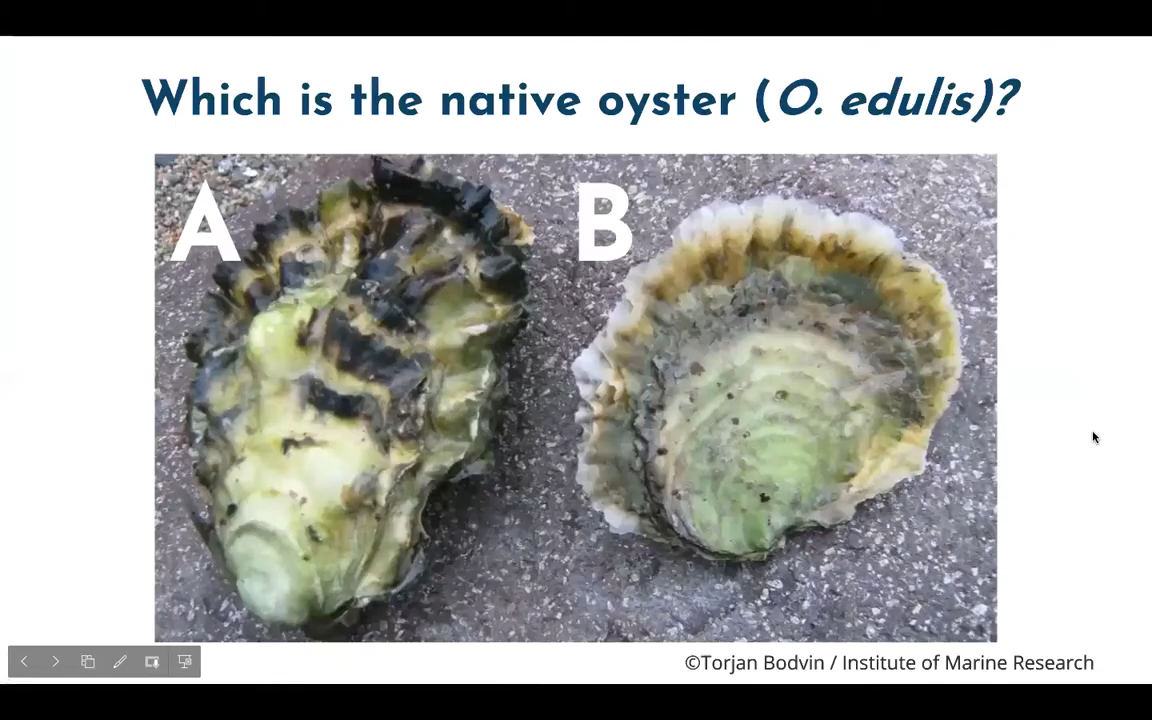 Which is the native oyster (O. edulis)?
A
B
©Torjan Bodvin / Institute of Marine Research